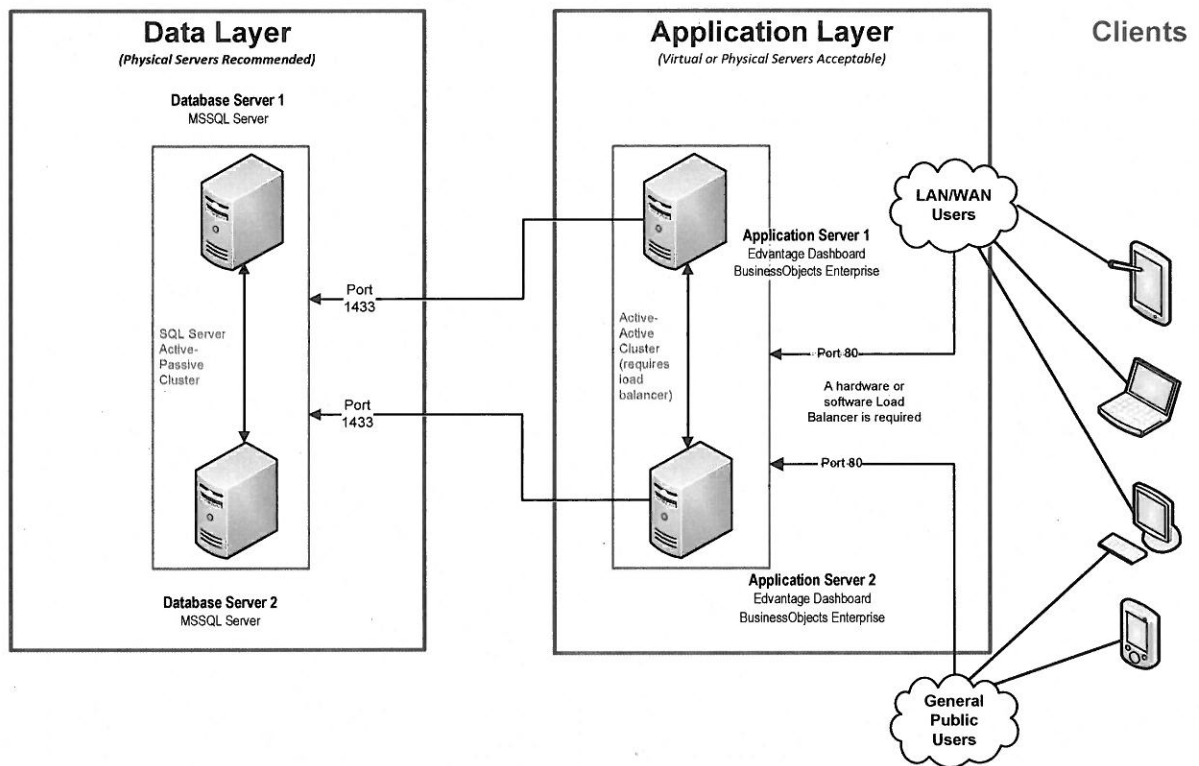 Data Layer
(Physical Servers Recommended)
Database Server 1
MSSQL Server
SQL Server
Active-
Passive
Cluster
Database Server 2
MSSQL Server
Port
1433
Port
1433
Application Layer
(Virtual or Physical Servers Acceptable)
Active-
Active
Cluster
(requires
load
balancer)
Application Server 1
Edvantage Dashboard
BusinessObjects Enterprise
Port 80
A hardware or
software Load
Balancer is required
Port 80
Application Server 2
Edvantage Dashboard
BusinessObjects Enterprise
Clients
LAN/WAN
Users
General
Public
Users